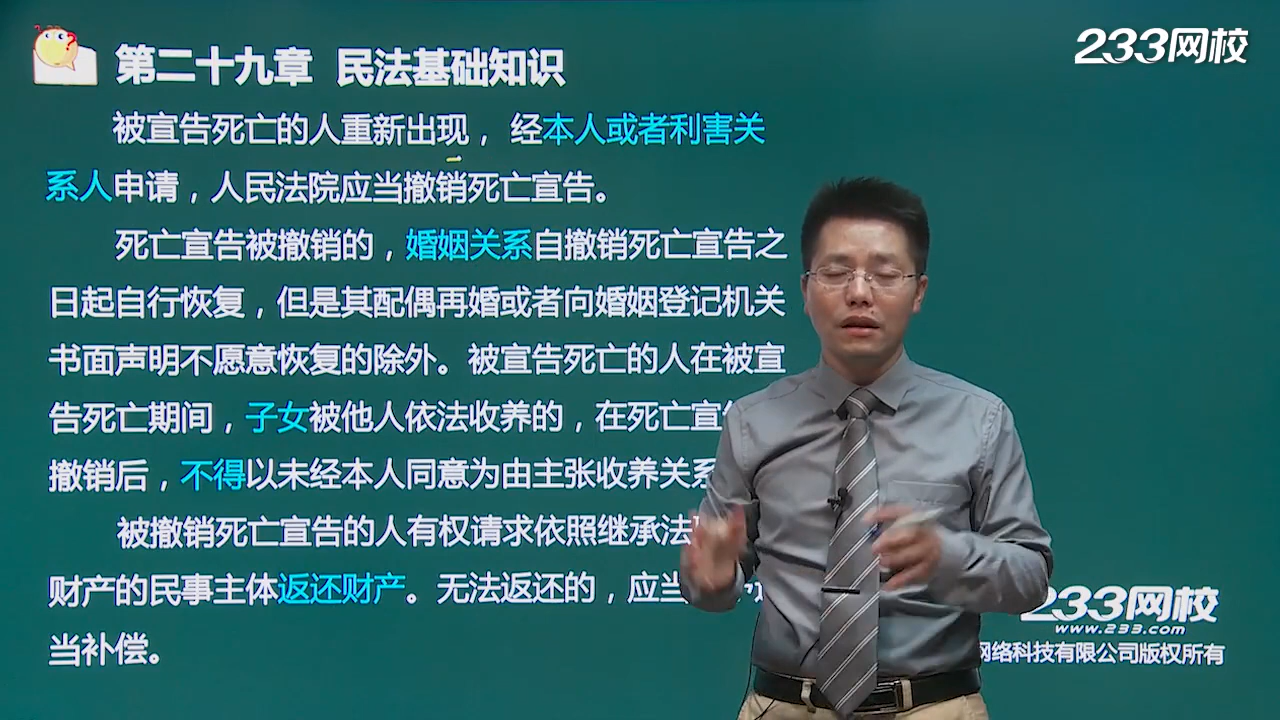 233网校
第二十九章 民法基础知识
被宣告死亡的人重新出现，经本人或者利害关
系人申请，人民法院应当撤销死亡宣告。
死亡宣告被撤销的，婚姻关系自撤销死亡宣告之
日起自行恢复，但是其配偶再婚或者向婚姻登记机关
书面声明不愿意恢复的除外。被宣告死亡的人在被宣
告死亡期间，子女被他人依法收养的，在死亡宣
撤销后，不得以未经本人同意为由主张收养关
被撤销死亡宣告的人有权请求依照继承法
财产的民事主体返还财产。无法返还的，应当
当补偿。
233网校
www.233.com
网络科技有限公司版权所有